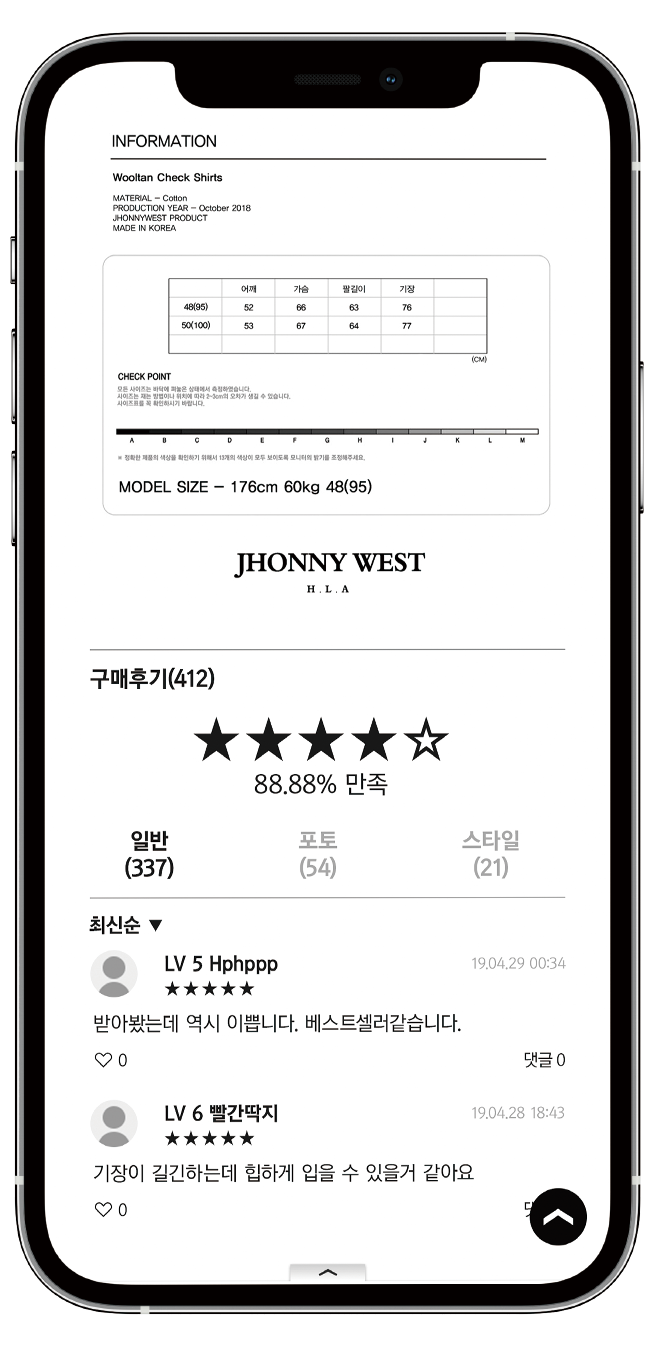 INFORMATION
Wooltan Check Shirts
MATERIAL - Cotton
PRODUCTION YEAR - October 2018
JHONNYWEST PRODUCT
MADE IN KOREA
어깨 가슴 팔길이 기장
48(95) 52 66 63 76
50(100) 53 67 64 77
(CM)
CHECK POINT
모든 사이즈는 바닥에 펴놓은 상태에서 측정하였습니다.
사이즈는 재는 방법이나 위치에 따라 2-3cm의 오차가 생길 수 있습니다.
사이즈표를 꼭 확인하시기 바랍니다.
A B C D E F G H I J K L M
※ 정확한 제품의 색상을 확인하기 위해서 13개의 색상이 모두 보이도록 모니터의 밝기를 조정해주세요.
MODEL SIZE - 176cm 60kg 48(95)
JHONNY WEST
H . L . A
구매후기(412)
88.88% 만족
일반 포토 스타일
(337) (54) (21)
최신순 ▼
LV 5 Hphppp 19.04.29 00:34
받아봤는데 역시 이쁩니다. 베스트셀러같습니다.
0 댓글 0
LV 6 빨간딱지 19.04.28 18:43
기장이 길긴하는데 힙하게 입을 수 있을거 같아요
0